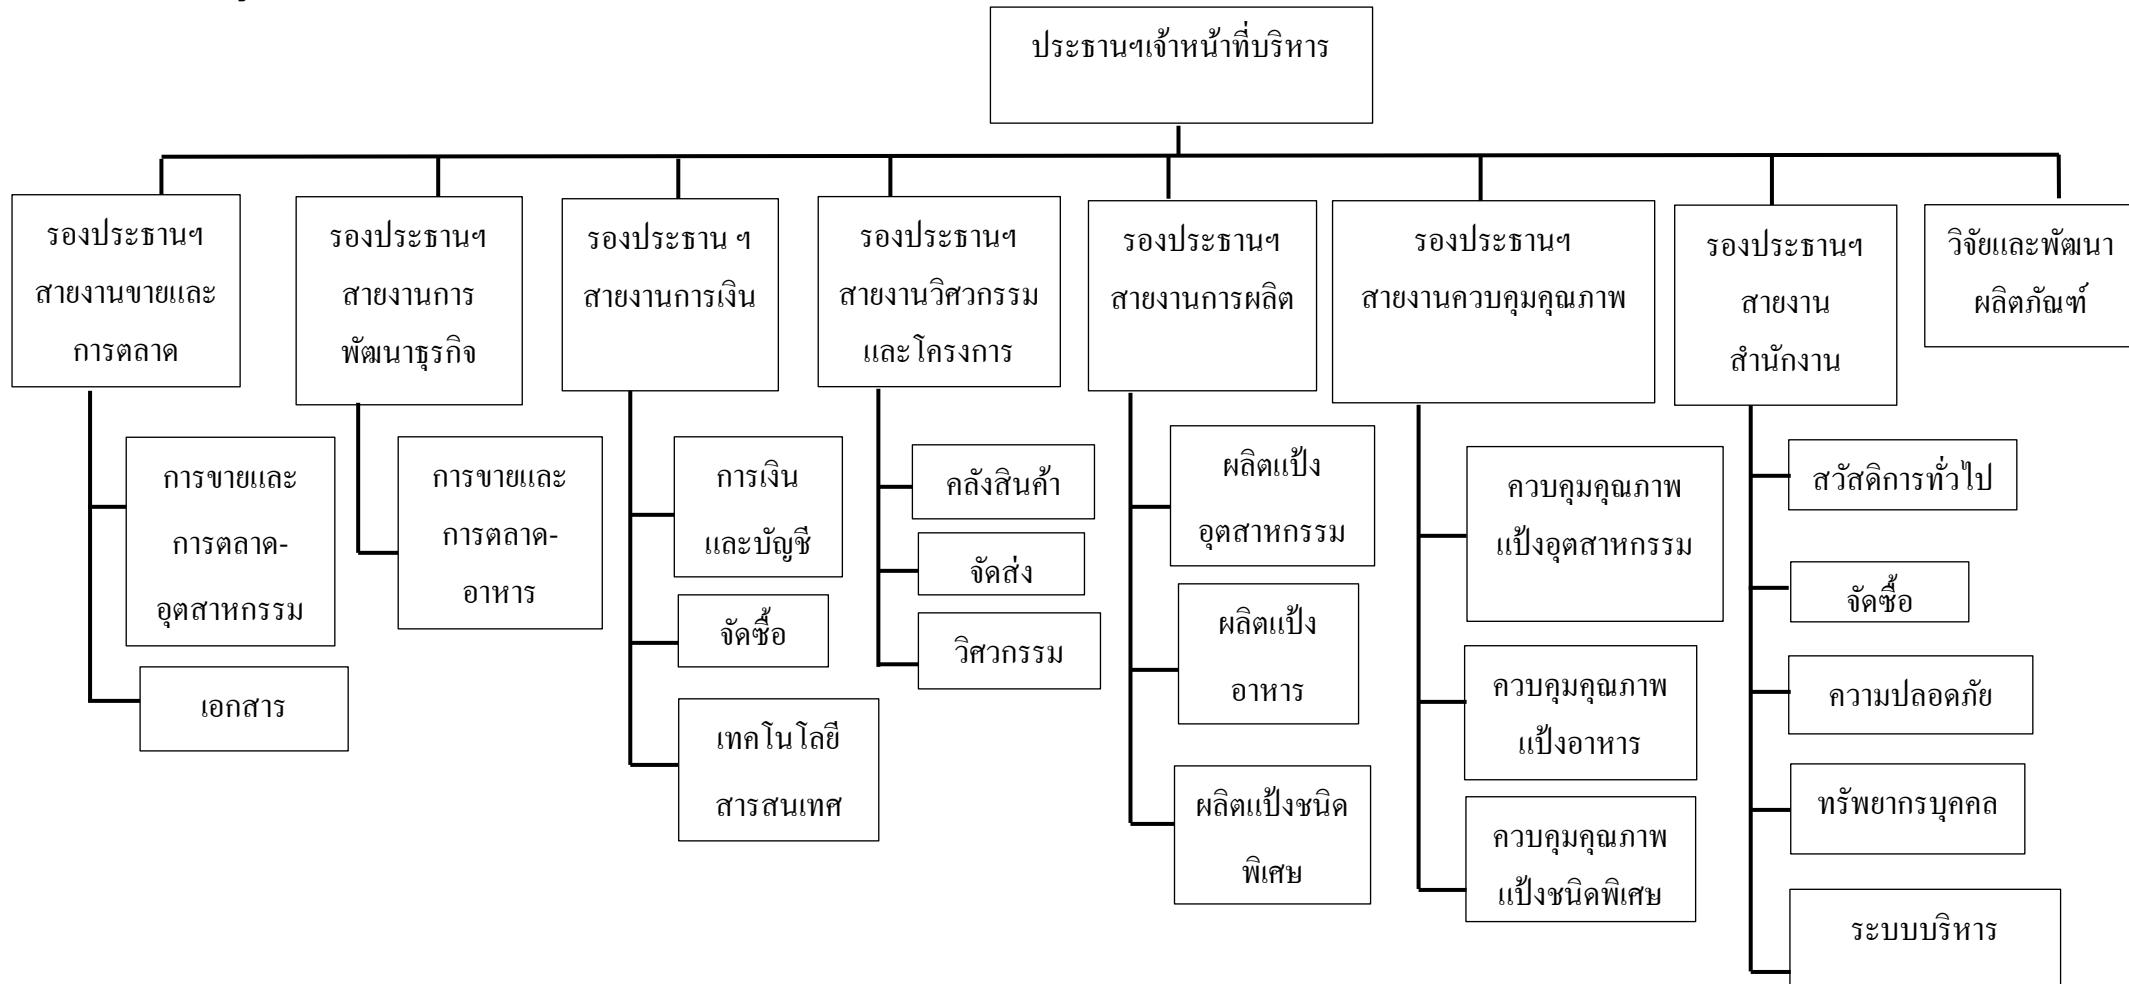 ประธานฯเจ้าหน้าที่บริหาร
รองประธานฯ
สายงานขายและ
การตลาด
รองประธานฯ
สายงานการ
พัฒนาธุรกิจ
รองประธาน ฯ
สายงานการเงิน
รองประธานฯ
สายงานวิศวกรรม
และโครงการ
รองประธานฯ
สายงานการผลิต
รองประธานฯ
สายงานควบคุมคุณภาพ
รองประธานฯ
สายงาน
สำนักงาน
วิจัยและพัฒนา
ผลิตภัณฑ์
การขายและ
การตลาด-
อุตสาหกรรม
เอกสาร
การขายและ
การตลาด-
อาหาร
การเงิน
และบัญชี
จัดซื้อ
เทคโนโลยี
สารสนเทศ
คลังสินค้า
จัดส่ง
วิศวกรรม
ผลิตแป้ง
อุตสาหกรรม
ผลิตแป้ง
อาหาร
ผลิตแป้งชนิด
พิเศษ
ควบคุมคุณภาพ
แป้งอุตสาหกรรม
ควบคุมคุณภาพ
แป้งอาหาร
ควบคุมคุณภาพ
แป้งชนิดพิเศษ
สวัสดิการทั่วไป
จัดซื้อ
ความปลอดภัย
ทรัพยากรบุคคล
ระบบบริหาร